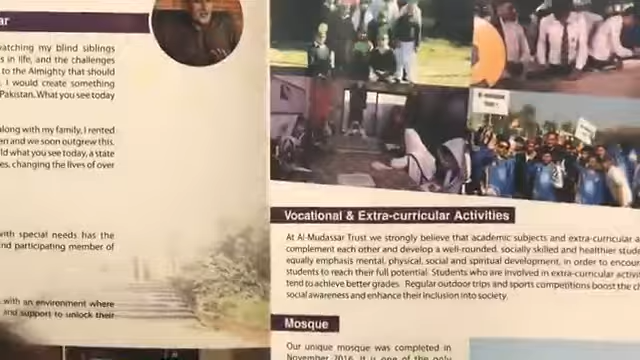 ar
atching my blind siblings
s in life, and the challenges
to the Almighty that should
I would create something
Pakistan. What you see today
along with my family, I rented
en and we soon outgrew this.
ld what you see today, a state
es, changing the lives of over
with special needs has the
nd participating member of
with an environment where
and support to unlock their
Vocational & Extra-curricular Activities
At Al-Mudassar Trust we strongly believe that academic subjects and extra-curricular a
complement each other and develop a well-rounded, socially skilled and healthier stude
equally emphasis mental, physical, social and spiritual development, in order to encour
students to reach their full potential. Students who are involved in extra-curricular activi
tend to achieve better grades. Regular outdoor trips and sports competitions boost the ch
social awareness and enhance their inclusion into society.
Mosque
Our unique mosque was completed in
November 2016. It is one of the only